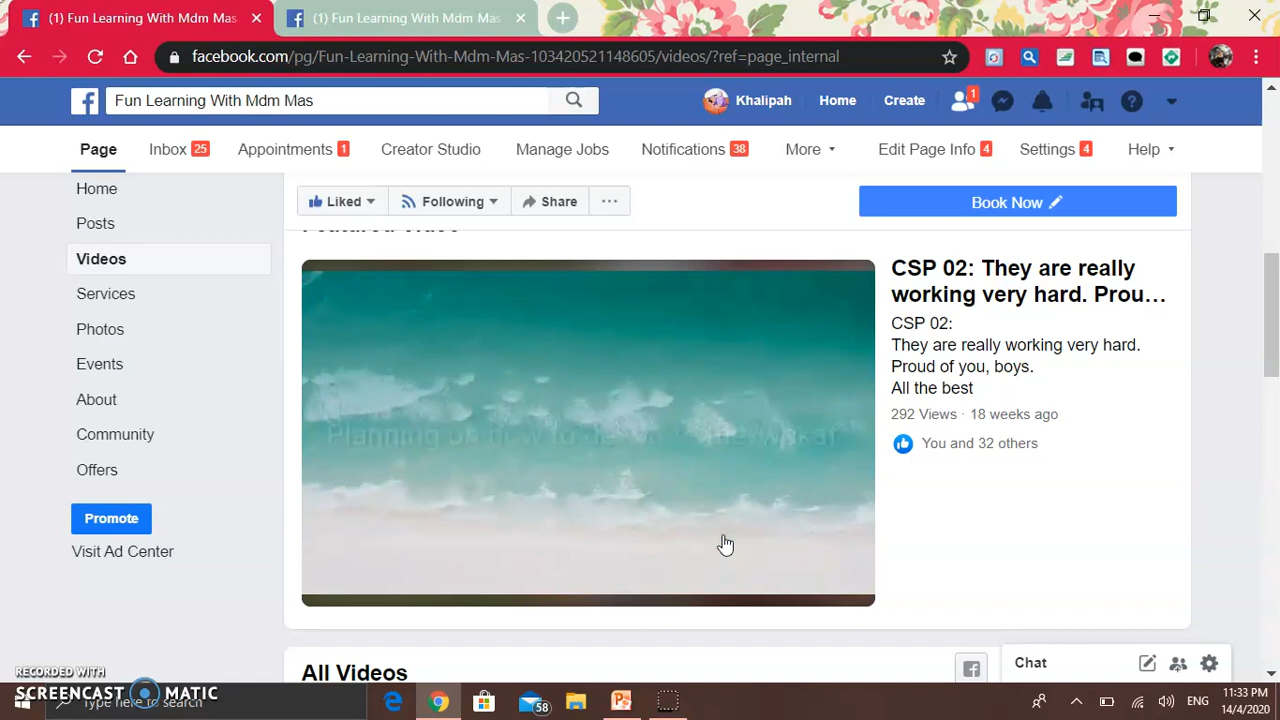 (1) Fun Learning With Mdm Mas
(1) Fun Learning With Mdm Mas
facebook.com/pg/Fun-Learning-With-Mdm-Mas-103420521148605/videos/?ref=page_internal
Fun Learning With Mdm Mas
Khalipah
Home
Create
1
Page
Inbox 25
Appointments 1
Creator Studio
Manage Jobs
Notifications 38
More
Edit Page Info 4
Settings 4
Help
Home
Posts
Videos
Services
Photos
Events
About
Community
Offers
Promote
Visit Ad Center
Liked
Following
Share
Book Now
Featured Video
Planning
CSP 02: They are really
working very hard. Prou...
CSP 02:
They are really working very hard.
Proud of you, boys.
All the best
292 Views · 18 weeks ago
You and 32 others
All Videos
Chat
RECORDED WITH
SCREENCAST MATIC
Type here to search
58
ENG
11:33 PM
14/4/2020